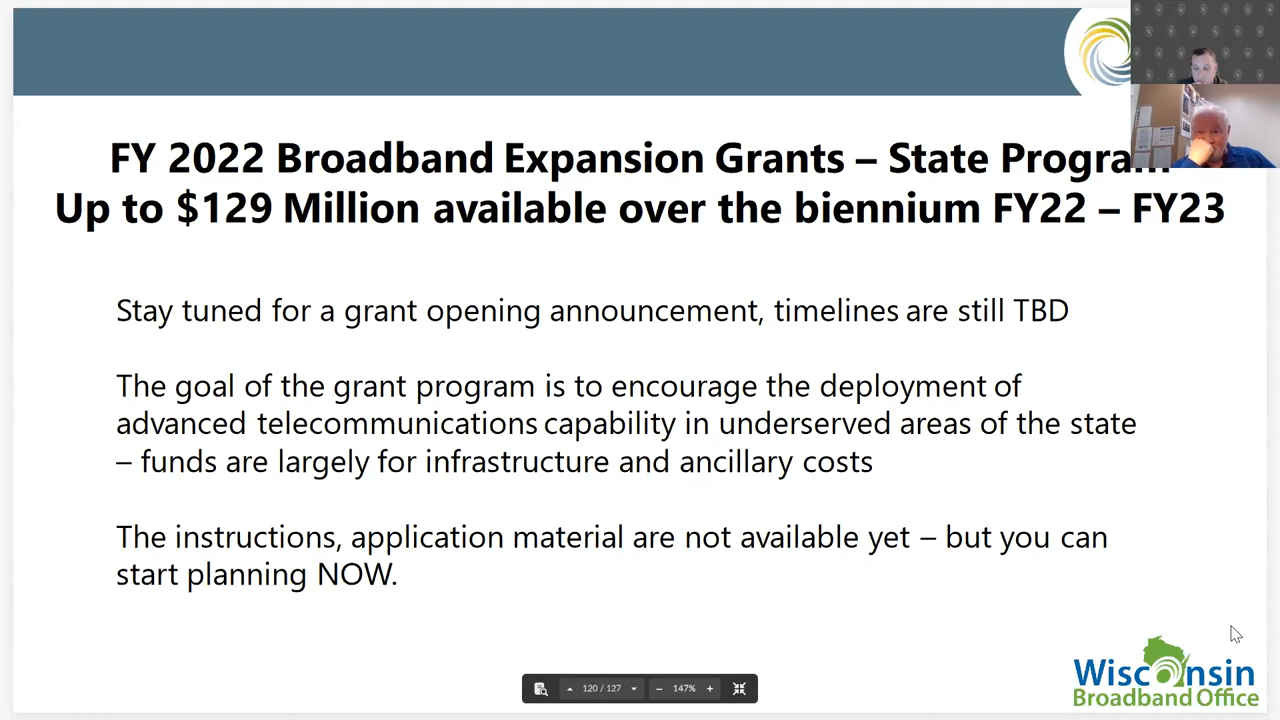 FY 2022 Broadband Expansion Grants – State Program
Up to $129 Million available over the biennium FY22 – FY23
Stay tuned for a grant opening announcement, timelines are still TBD
The goal of the grant program is to encourage the deployment of
advanced telecommunications capability in underserved areas of the state
– funds are largely for infrastructure and ancillary costs
The instructions, application material are not available yet – but you can
start planning NOW.
120 / 127
147%
Wisconsin
Broadband Office